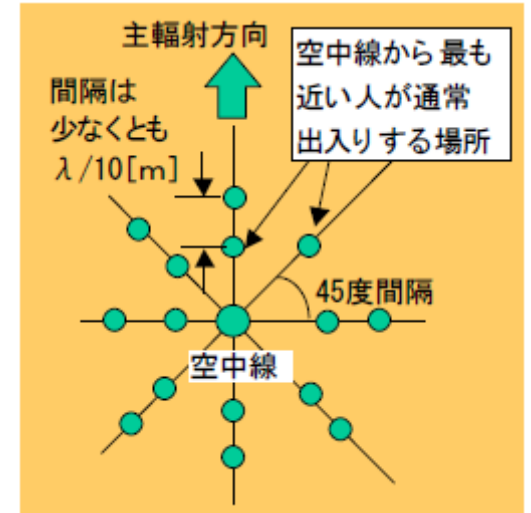 主輻射方向
空中線から最も
近い人が通常
出入りする場所
間隔は
少なくとも
λ/10[m]
45度間隔
空中線